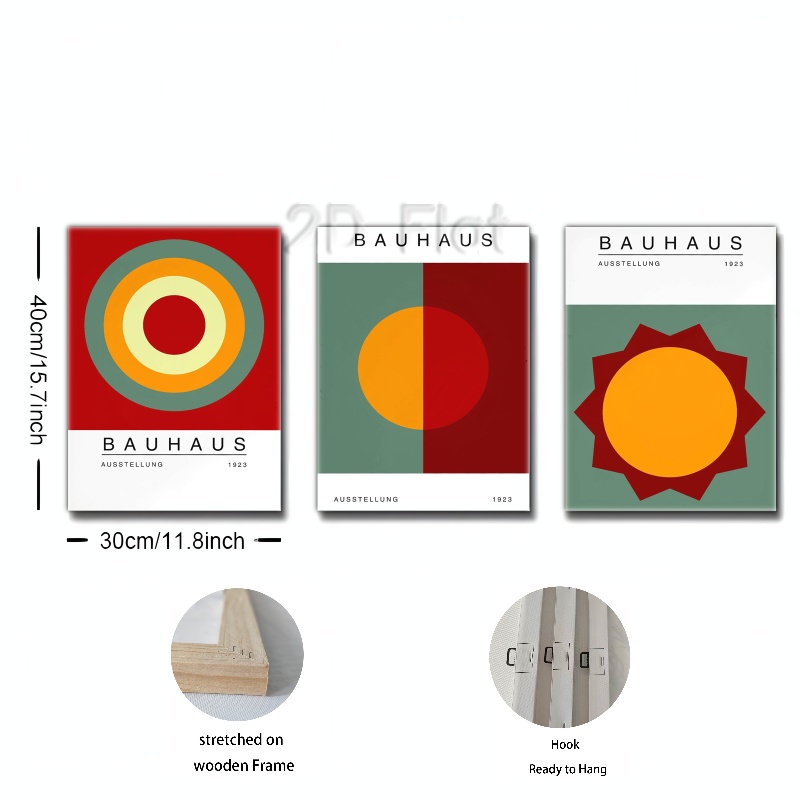 2D Flat
BAUHAUS
BAUHAUS
AUSSTELLUNG 1923
40cm/15.7inch
BAUHAUS
AUSSTELLUNG 1923
AUSSTELLUNG 1923
30cm/11.8inch
stretched on
wooden Frame
Hook
Ready to Hang